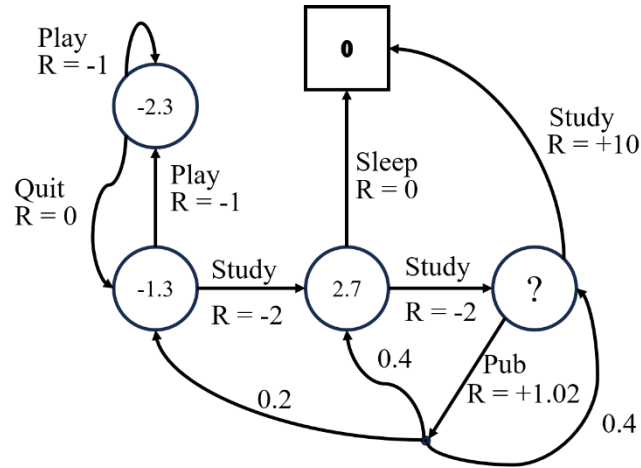 Play
R = -1
0
-2.3
Study
R = +10
Play
R = -1
Sleep
R = 0
Quit
R = 0
-1.3
Study
R = -2
2.7
Study
R = -2
?
0.4
Pub
R = +1.02
0.2
0.4